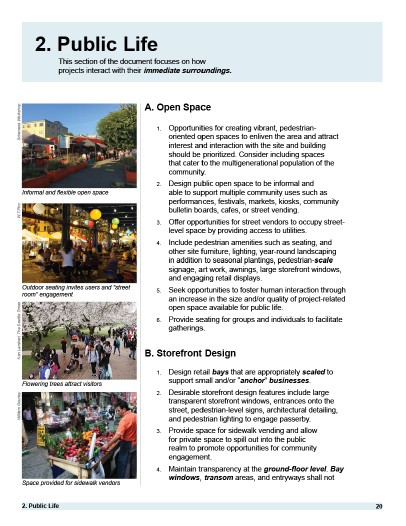 2. Public Life
This section of the document focuses on how
projects interact with their immediate surroundings.
Informal and flexible open space
Outdoor seating invites users and "street
room" engagement
Flowering trees attract visitors
Space provided for sidewalk vendors
A. Open Space
1. Opportunities for creating vibrant, pedestrian-
oriented open spaces to enliven the area and attract
interest and interaction with the site and building
should be prioritized. Consider including spaces
that cater to the multigenerational population of the
community.
2. Design public open space to be informal and
able to support multiple community uses such as
performances, festivals, markets, kiosks, community
bulletin boards, cafes, or street vending.
3. Offer opportunities for street vendors to occupy street-
level space by providing access to utilities.
4. Include pedestrian amenities such as seating, and
other site furniture, lighting, year-round landscaping
in addition to seasonal plantings, pedestrian-scale
signage, art work, awnings, large storefront windows,
and engaging retail displays.
5. Seek opportunities to foster human interaction through
an increase in the size and/or quality of project-related
open space available for public life.
6. Provide seating for groups and individuals to facilitate
gatherings.
B. Storefront Design
1. Design retail bays that are appropriately scaled to
support small and/or "anchor" businesses.
2. Desirable storefront design features include large
transparent storefront windows, entrances onto the
street, pedestrian-level signs, architectural detailing,
and pedestrian lighting to engage passerby.
3. Provide space for sidewalk vending and allow
for private space to spill out into the public
realm to promote opportunities for community
engagement.
4. Maintain transparency at the ground-floor level. Bay
windows, transom areas, and entryways shall not
2. Public Life
20